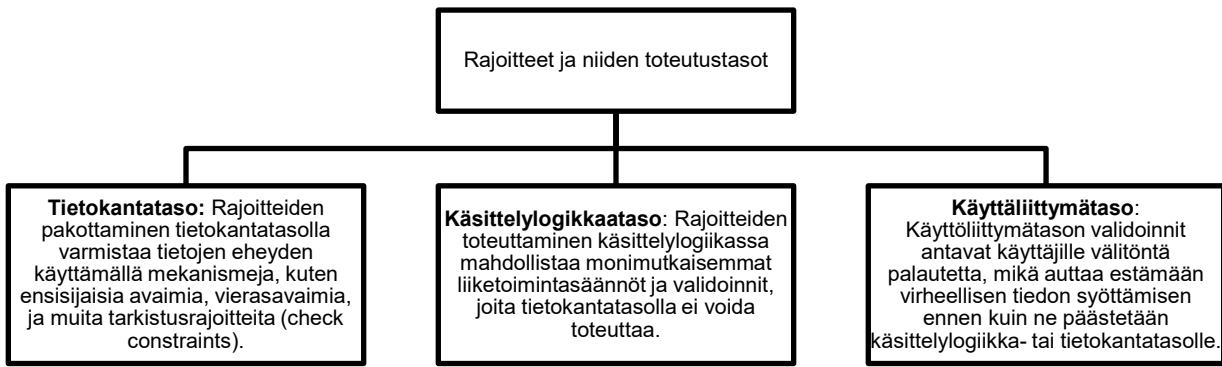 Rajoitteet ja niiden toteutustasot
Tietokantataso: Rajoitteiden
pakottaminen tietokantatasolla
varmistaa tietojen eheyden
käyttämällä mekanismeja, kuten
ensisijaisia avaimia, vierasavaimia,
ja muita tarkistusrajoitteita (check
constraints).
Käsittelylogikkaataso: Rajoitteiden
toteuttaminen käsittelylogiikassa
mahdollistaa monimutkaisemmat
liiketoimintasäännöt ja validoinnit,
joita tietokantatasolla ei voida
toteuttaa.
Käyttäliittymätaso:
Käyttöliittymätason validoinnit
antavat käyttäjille välitöntä
palautetta, mikä auttaa estämään
virheellisen tiedon syöttämisen
ennen kuin ne päästetään
käsittelylogiikka- tai tietokantatasolle.